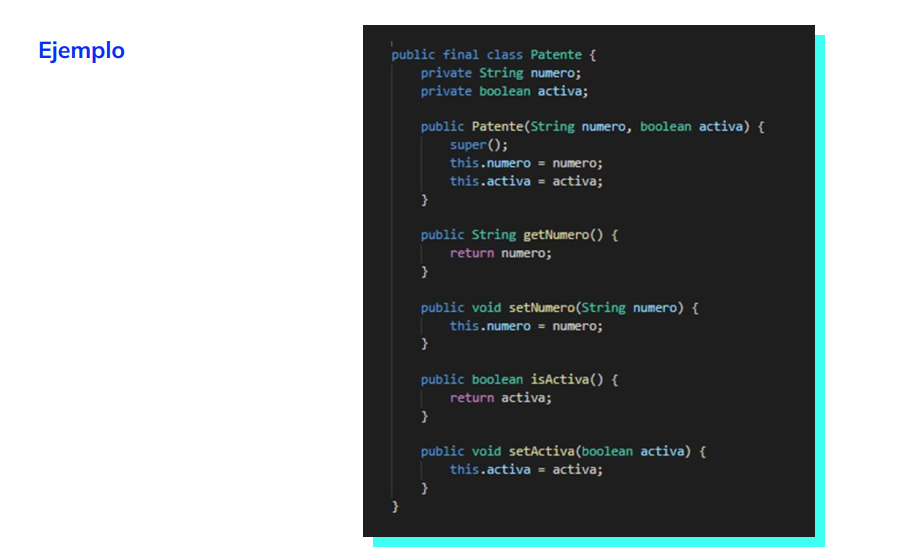 Ejemplo
public final class Patente {
    private String numero;
    private boolean activa;

    public Patente(String numero, boolean activa) {
        super();
        this.numero = numero;
        this.activa = activa;
    }

    public String getNumero() {
        return numero;
    }

    public void setNumero(String numero) {
        this.numero = numero;
    }

    public boolean isActiva() {
        return activa;
    }

    public void setActiva(boolean activa) {
        this.activa = activa;
    }
}